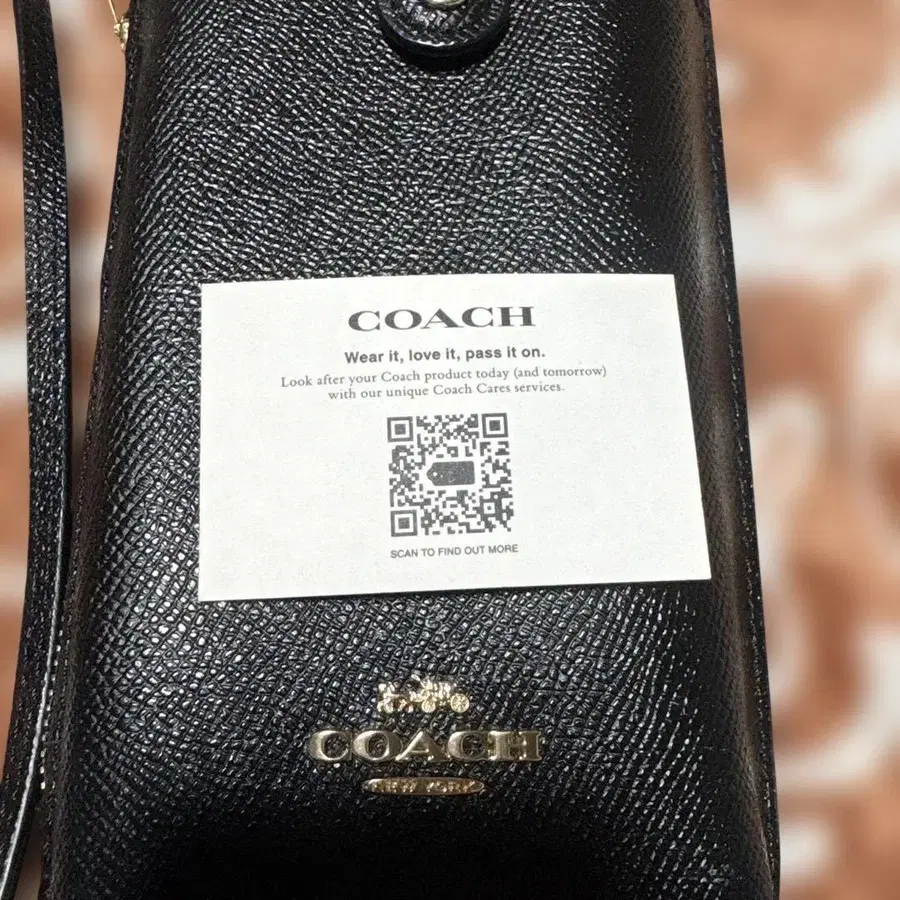 COACH
Wear it, love it, pass it on.
Look after your Coach product today (and tomorrow)
with our unique Coach Cares services.
SCAN TO FIND OUT MORE
COACH
NEW YORK